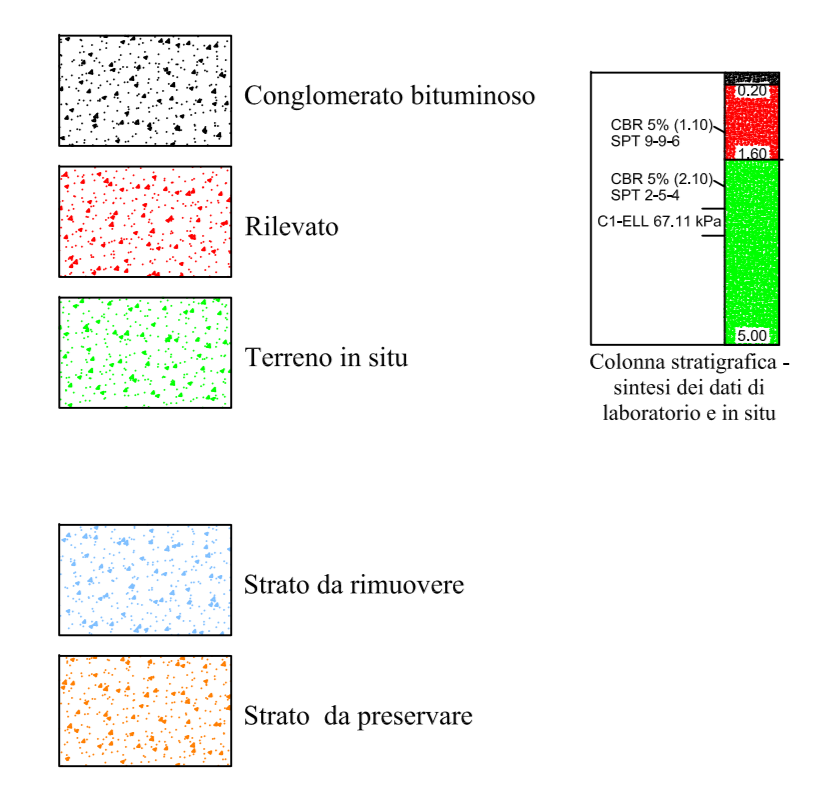 Conglomerato bituminoso
Rilevato
Terreno in situ
0.20
CBR 5% (1.10)
SPT 9-9-6
1.60
CBR 5% (2.10)
SPT 2-5-4
C1-ELL 67.11 kPa
5.00
Colonna stratigrafica -
sintesi dei dati di
laboratorio e in situ
Strato da rimuovere
Strato da preservare